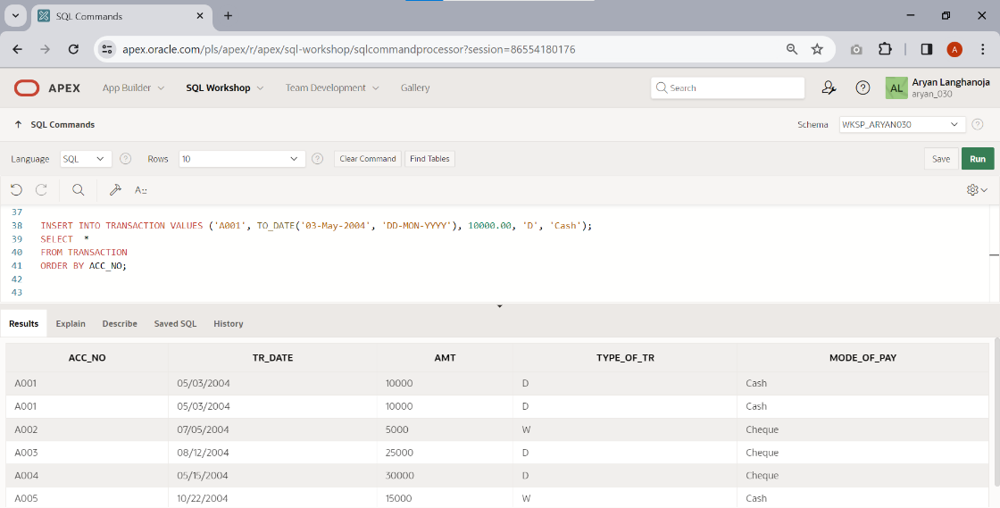 SQL Commands
apex.oracle.com/pls/apex/r/apex/sql-workshop/sqlcommandprocessor?session=86554180176
A
APEX App Builder SQL Workshop Team Development Gallery Search AL Aryan Langhanoja
aryan_030
SQL Commands Schema WKSP_ARYAN030
Language SQL Rows 10 Clear Command Find Tables Save Run
37
38 INSERT INTO TRANSACTION VALUES ('A001', TO_DATE('03-May-2004', 'DD-MON-YYYY'), 10000.00, 'D', 'Cash');
39 SELECT *
40 FROM TRANSACTION
41 ORDER BY ACC_NO;
42
43
Results Explain Describe Saved SQL History
ACC_NO TR_DATE AMT TYPE_OF_TR MODE_OF_PAY
A001 05/03/2004 10000 D Cash
A001 05/03/2004 10000 D Cash
A002 07/05/2004 5000 W Cheque
A003 08/12/2004 25000 D Cheque
A004 05/15/2004 30000 D Cheque
A005 10/22/2004 15000 W Cash